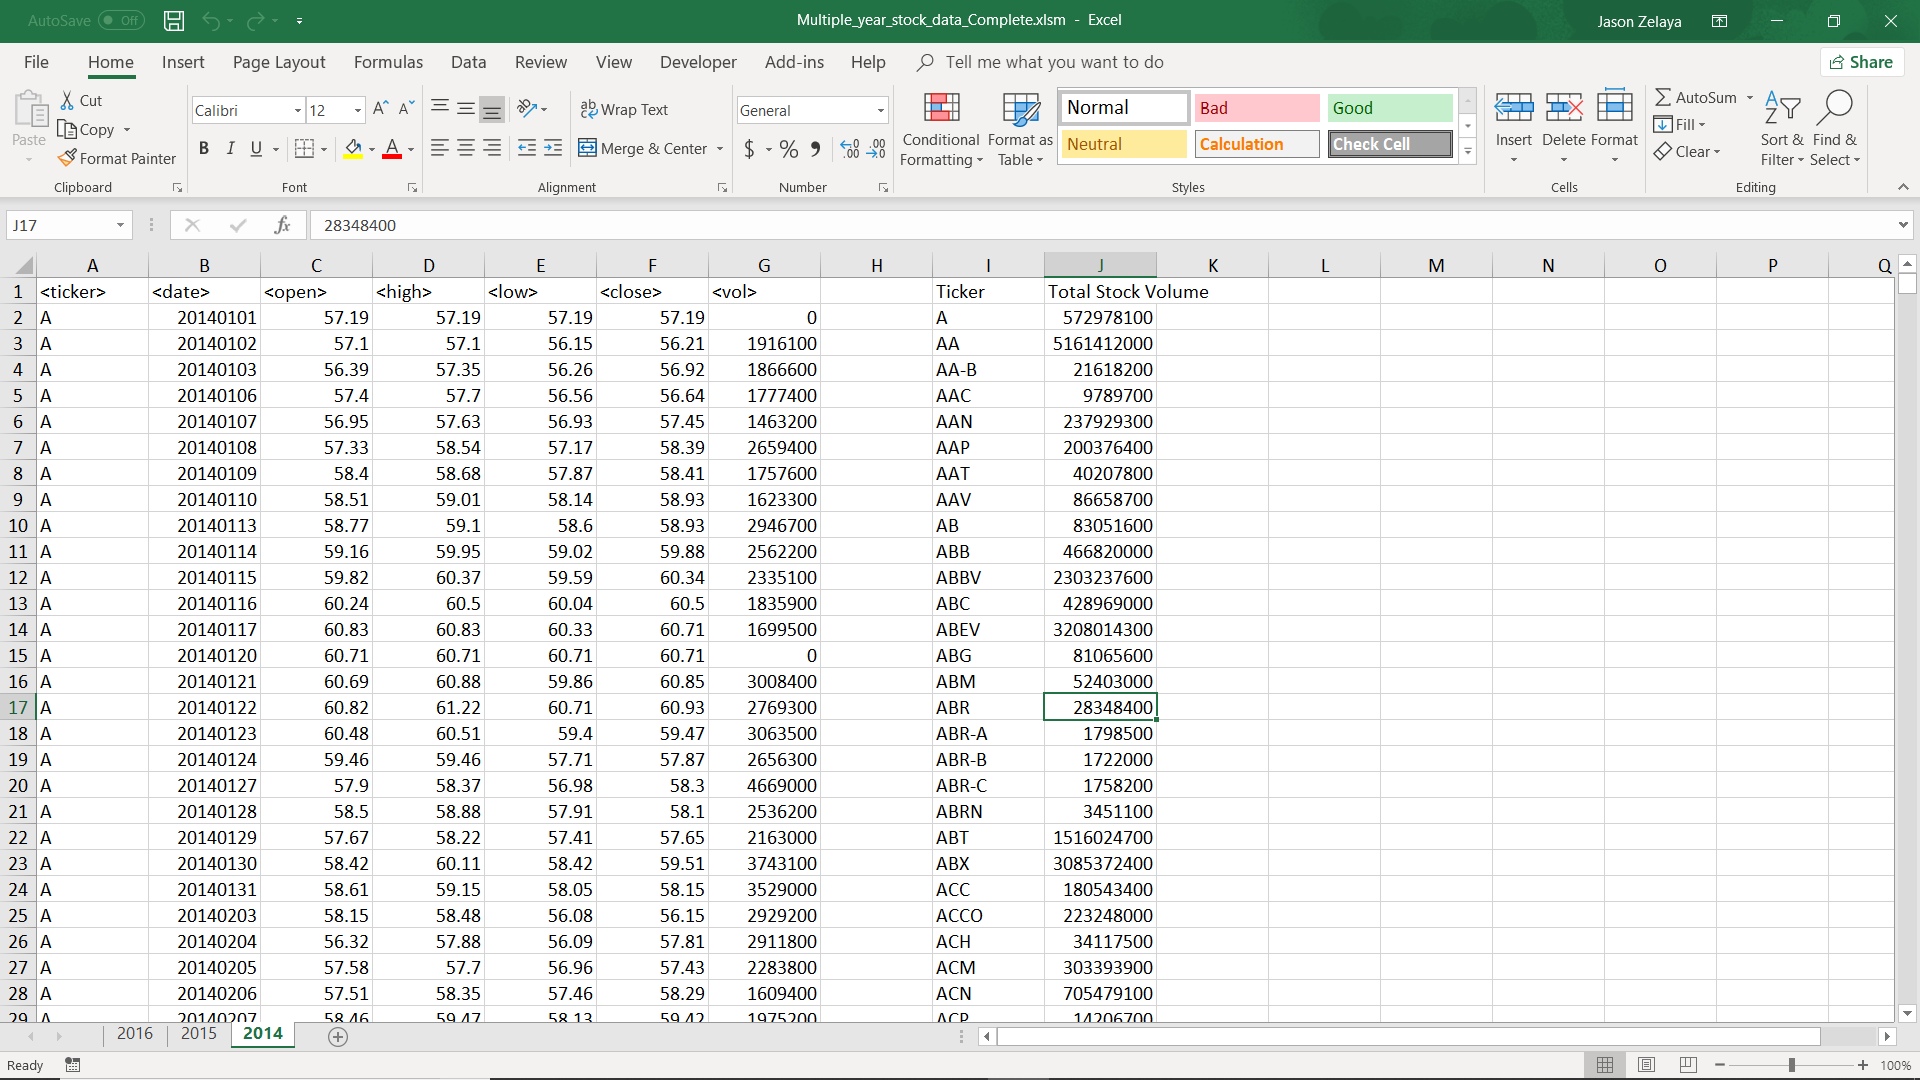 AutoSave Off Multiple_year_stock_data_Complete.xlsm - Excel Jason Zelaya
File Home Insert Page Layout Formulas Data Review View Developer Add-ins Help Tell me what you want to do Share
Paste Cut Copy Format Painter
Clipboard
Calibri 12 B I U A
Font
Wrap Text Merge & Center
Alignment
General $ % ,
Number
Conditional Formatting Format as Table Normal Bad Good Neutral Calculation Check Cell
Styles
Insert Delete Format
Cells
AutoSum Fill Clear Sort & Filter Find & Select
Editing
J17 fx 28348400
A B C D E F G H I J K L M N O P Q
1 <ticker> <date> <open> <high> <low> <close> <vol> Ticker Total Stock Volume
2 A 20140101 57.19 57.19 57.19 57.19 0 A 572978100
3 A 20140102 57.1 57.1 56.15 56.21 1916100 AA 5161412000
4 A 20140103 56.39 57.35 56.26 56.92 1866600 AA-B 21618200
5 A 20140106 57.4 57.7 56.56 56.64 1777400 AAC 9789700
6 A 20140107 56.95 57.63 56.93 57.45 1463200 AAN 237929300
7 A 20140108 57.33 58.54 57.17 58.39 2659400 AAP 200376400
8 A 20140109 58.4 58.68 57.87 58.41 1757600 AAT 40207800
9 A 20140110 58.51 59.01 58.14 58.93 1623300 AAV 86658700
10 A 20140113 58.77 59.1 58.6 58.93 2946700 AB 83051600
11 A 20140114 59.16 59.95 59.02 59.88 2562200 ABB 466820000
12 A 20140115 59.82 60.37 59.59 60.34 2335100 ABBV 2303237600
13 A 20140116 60.24 60.5 60.04 60.5 1835900 ABC 428969000
14 A 20140117 60.83 60.83 60.33 60.71 1699500 ABEV 3208014300
15 A 20140120 60.71 60.71 60.71 60.71 0 ABG 81065600
16 A 20140121 60.69 60.88 59.86 60.85 3008400 ABM 52403000
17 A 20140122 60.82 61.22 60.71 60.93 2769300 ABR 28348400
18 A 20140123 60.48 60.51 59.4 59.47 3063500 ABR-A 1798500
19 A 20140124 59.46 59.46 57.71 57.87 2656300 ABR-B 1722000
20 A 20140127 57.9 58.37 56.98 58.3 4669000 ABR-C 1758200
21 A 20140128 58.5 58.88 57.91 58.1 2536200 ABRN 3451100
22 A 20140129 57.67 58.22 57.41 57.65 2163000 ABT 1516024700
23 A 20140130 58.42 60.11 58.42 59.51 3743100 ABX 3085372400
24 A 20140131 58.61 59.15 58.05 58.15 3529000 ACC 180543400
25 A 20140203 58.15 58.48 56.08 56.15 2929200 ACCO 223248000
26 A 20140204 56.32 57.88 56.09 57.81 2911800 ACH 34117500
27 A 20140205 57.58 57.7 56.96 57.43 2283800 ACM 303393900
28 A 20140206 57.51 58.35 57.46 58.29 1609400 ACN 705479100
29 A 20140207 58.46 59.47 58.13 59.42 1975200 ACP 14206700
2016 2015 2014
Ready 100%